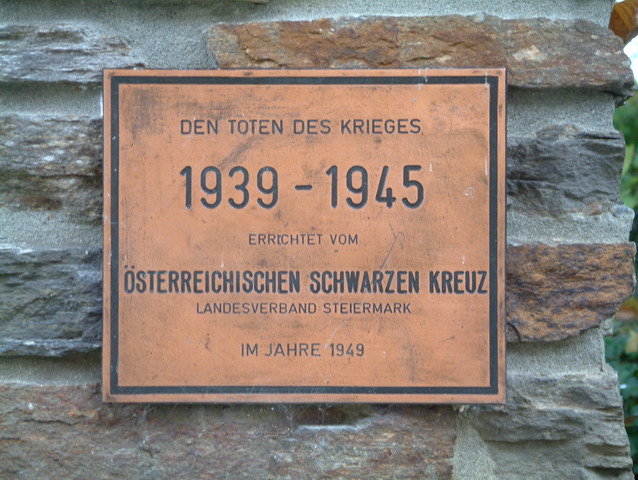 DEN TOTEN DES KRIEGES
1939 - 1945
ERRICHTET VOM
ÖSTERREICHISCHEN SCHWARZEN KREUZ
LANDESVERBAND STEIERMARK
IM JAHRE 1949